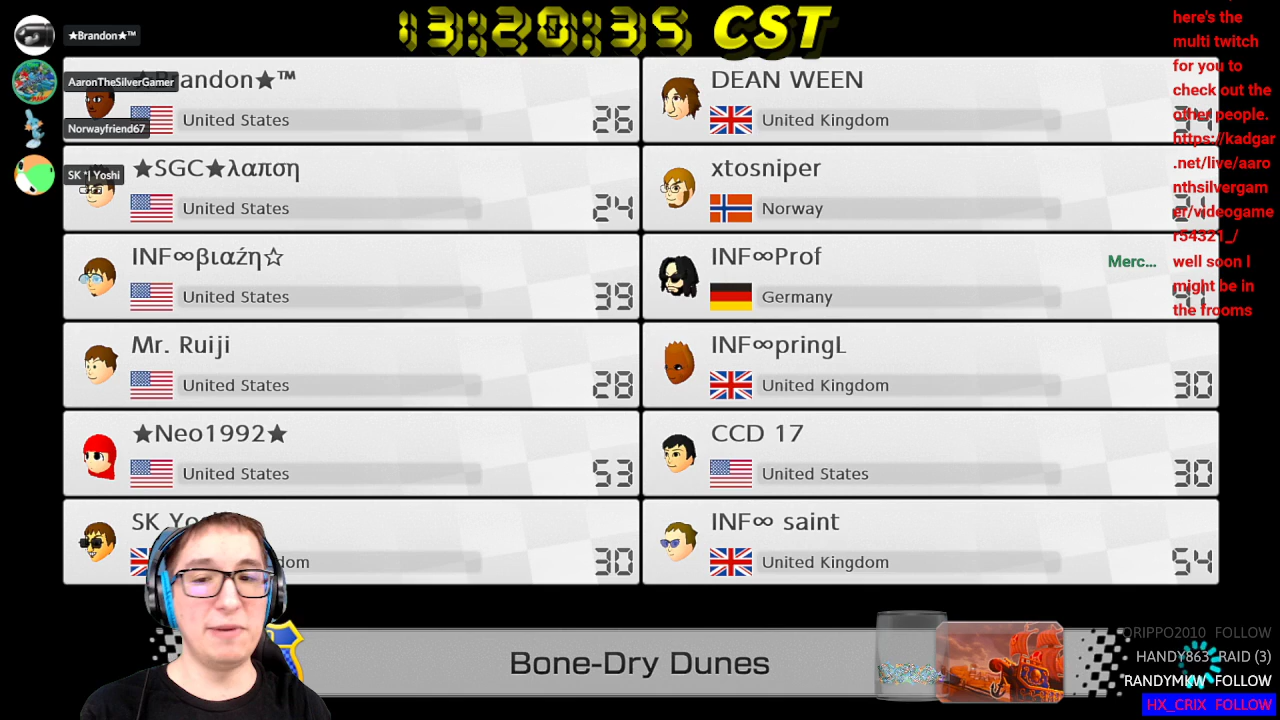 13:20:35 CST
★Brandon★™
AaronTheSilverGamer
Norwayfriend67
SK *| Yoshi
randon★™
United States
26
★SGC★λαπση
United States
24
INF∞βιαźη☆
United States
39
Mr. Ruiji
United States
28
★Neo1992★
United States
53
SK Yo
dom
30
DEAN WEEN
United Kingdom
xtosniper
Norway
INF∞Prof
Germany
Merc...
INF∞pringL
United Kingdom
30
CCD 17
United States
30
INF∞ saint
United Kingdom
54
here's the
multi twitch
for you to
check out the
other people.
https://kadgar
.net/live/aaro
nthsilvergam
er/videogame
r54321_/
well soon I
might be in
the frooms
Bone-Dry Dunes
ORIPPO2010 FOLLOW
HANDY863 RAID (3)
RANDYMKW FOLLOW
HX_CRIX FOLLOW